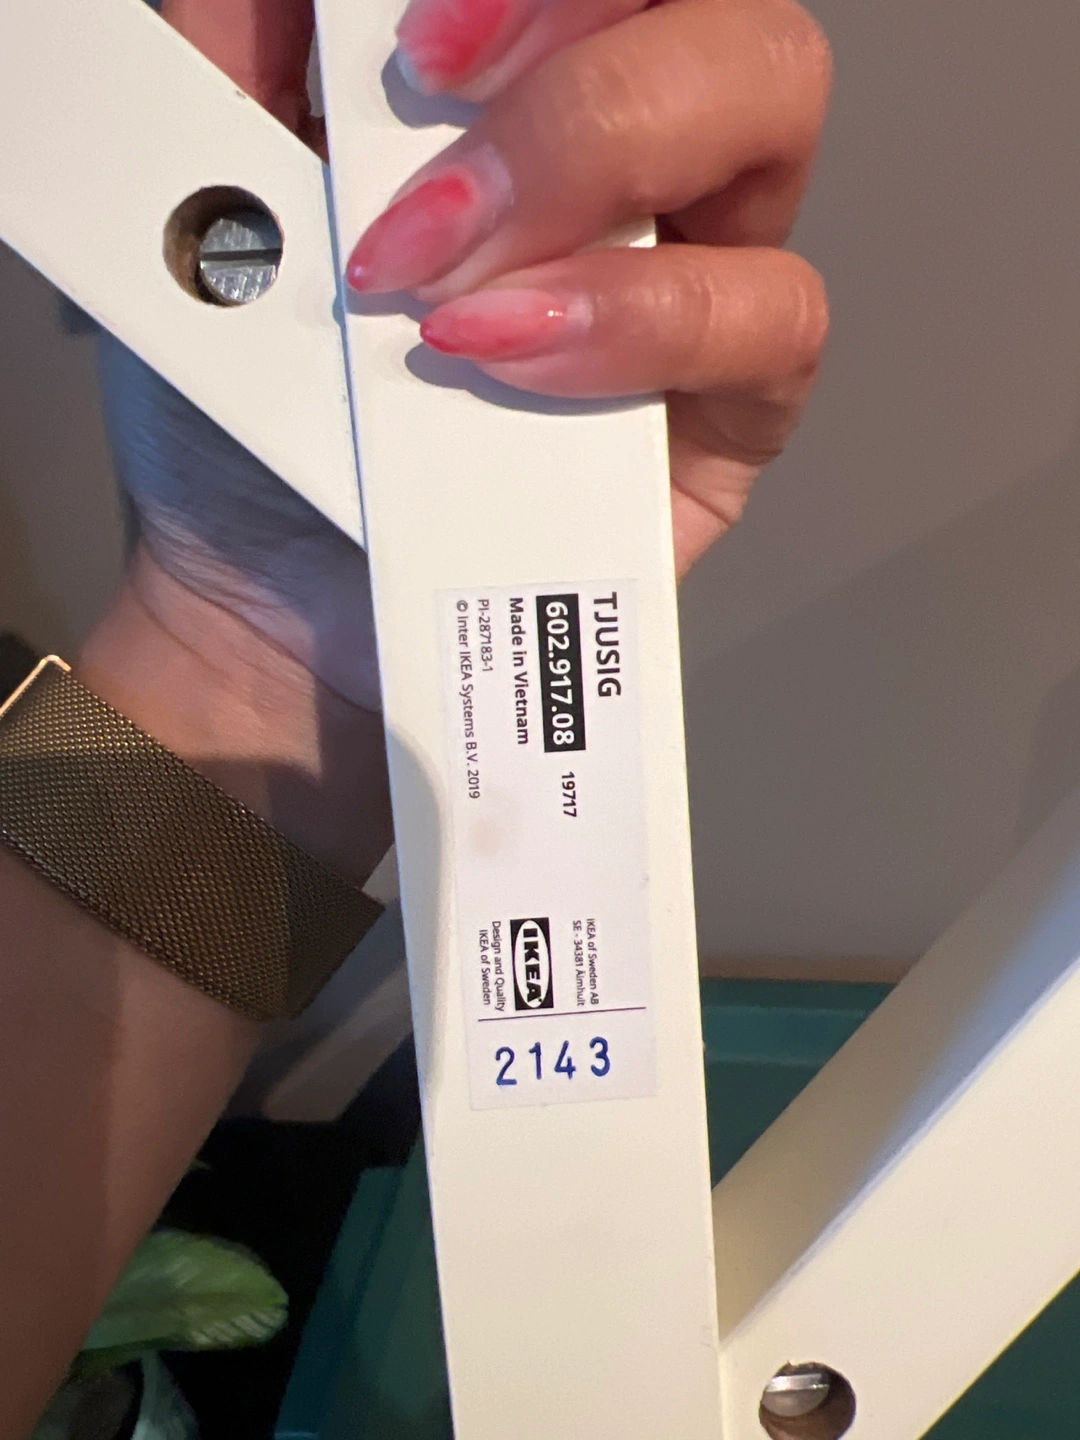 TJUSIG
602.917.08 19717
Made in Vietnam
PI-287183-1
© Inter IKEA Systems B.V. 2019
IKEA of Sweden AB
SE - 34381 Älmhult
IKEA
Design and Quality
IKEA of Sweden
2143